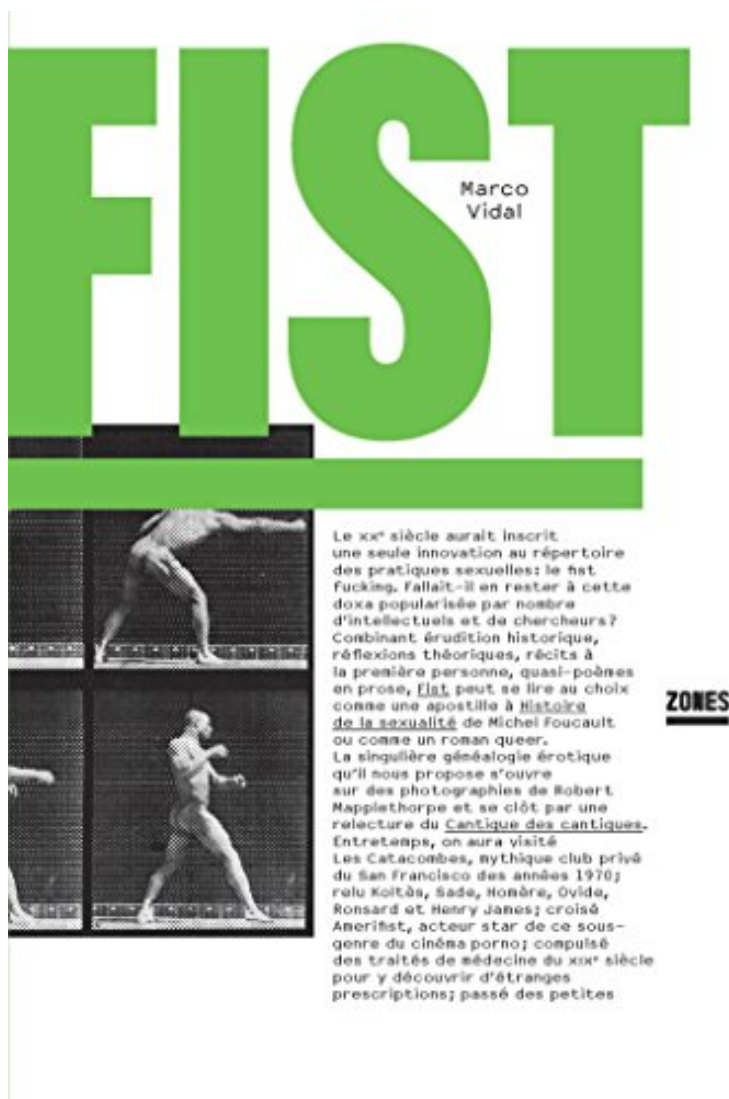 FIST
Marco
Vidal
Le XXᵉ siècle aurait inscrit
une seule innovation au répertoire
des pratiques sexuelles: le fist
fucking. Fallait-il en rester à cette
doxa popularisée par nombre
d'intellectuels et de chercheurs?
Combinant érudition historique,
réflexions théoriques, récits à
la première personne, quasi-poèmes
en prose, Fist peut se lire au choix
comme une apostille à Histoire
de la sexualité de Michel Foucault
ou comme un roman queer.
La singulière généalogie érotique
qu'il nous propose s'ouvre
sur des photographies de Robert
Mapplethorpe et se clôt par une
relecture du Cantique des cantiques.
Entretemps, on aura visité
Les Catacombes, mythique club privé
du San Francisco des années 1970;
relu Koltès, Sade, Homère, Ovide,
Ronsard et Henry James; croisé
Amerifist, acteur star de ce sous-
genre du cinéma porno; compulsé
des traités de médecine du XIXᵉ siècle
pour y découvrir d'étranges
prescriptions; passé des petites
ZONES